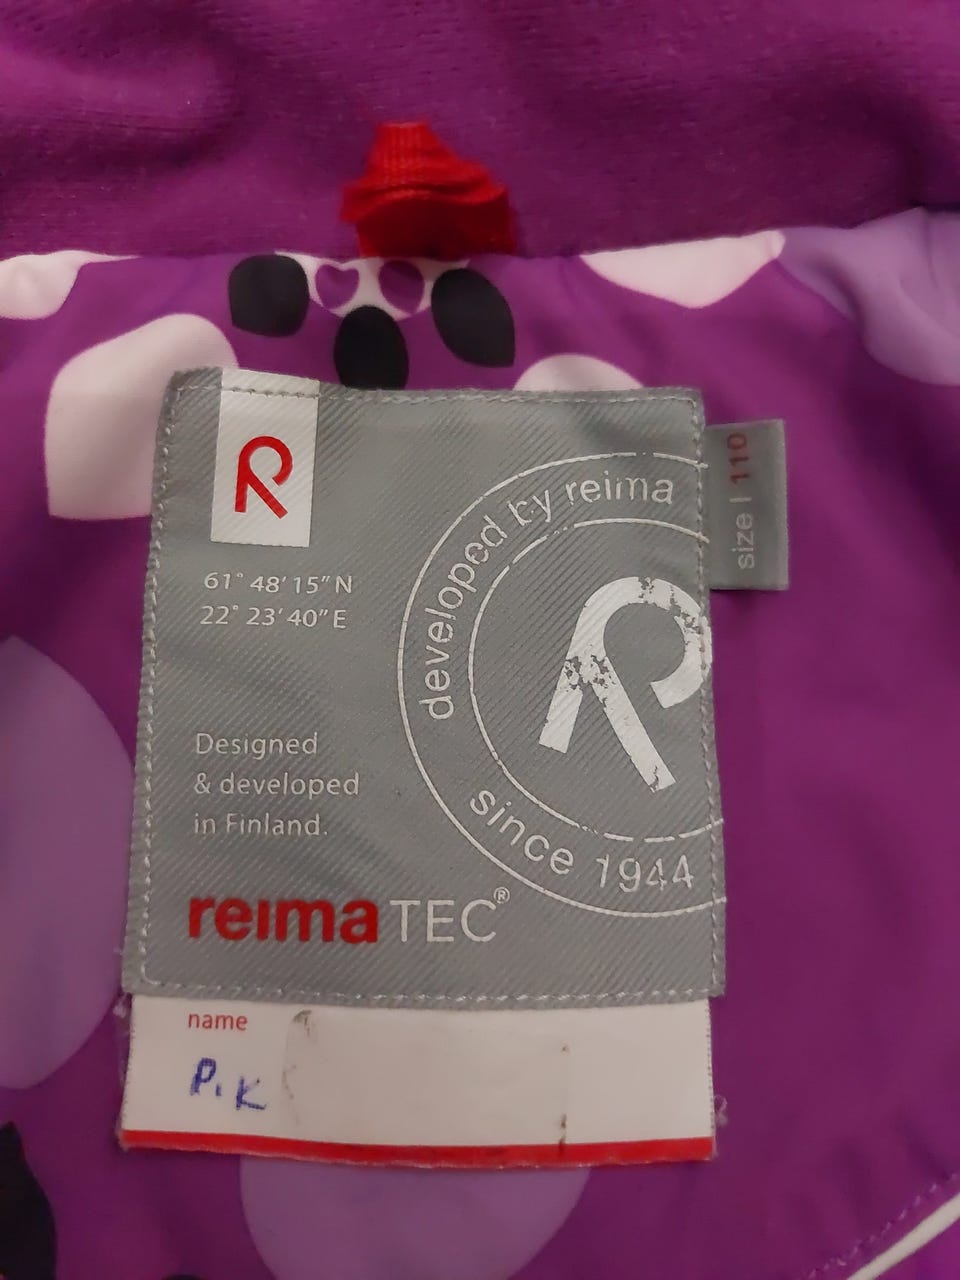 R
61° 48' 15" N
22° 23' 40" E
developed by reima
R
since 1944
size | 110
Designed
& developed
in Finland.
reima TEC®
name
P.K